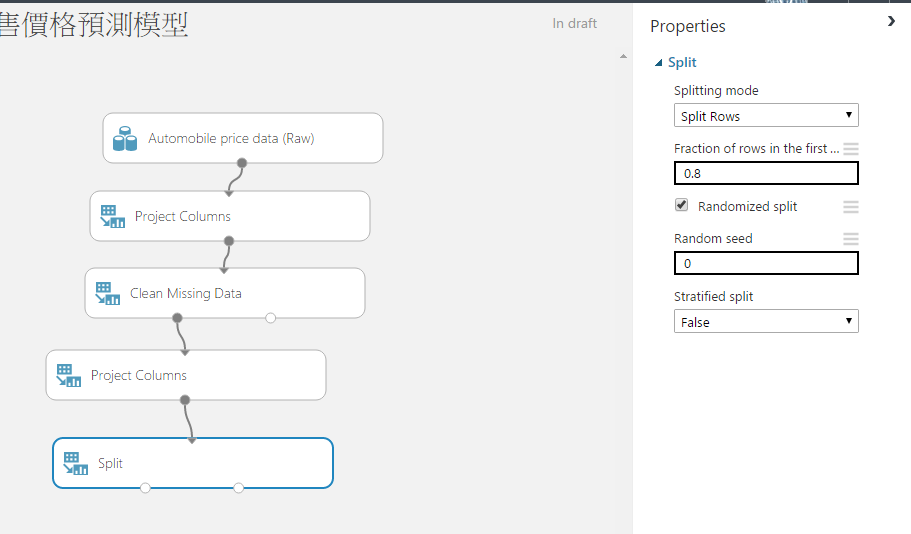 售價格預測模型
In draft
Automobile price data (Raw)
Project Columns
Clean Missing Data
Project Columns
Split
Properties
Split
Splitting mode
Split Rows
Fraction of rows in the first ...
0.8
Randomized split
Random seed
0
Stratified split
False